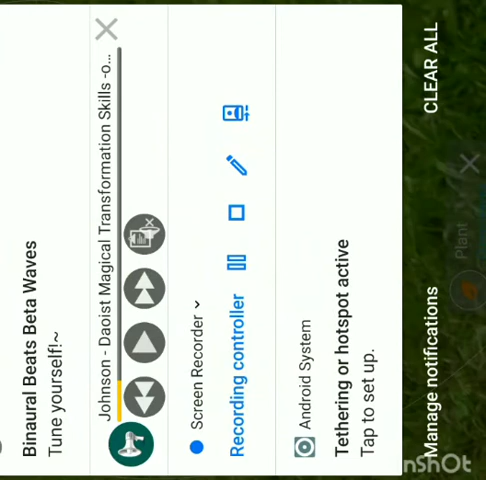 Binaural Beats Beta Waves
Tune yourself!~
Johnson - Daoist Magical Transformation Skills -o...
Screen Recorder
Recording controller
Android System
Tethering or hotspot active
Tap to set up.
Manage notifications
CLEAR ALL
Plant
nShOt